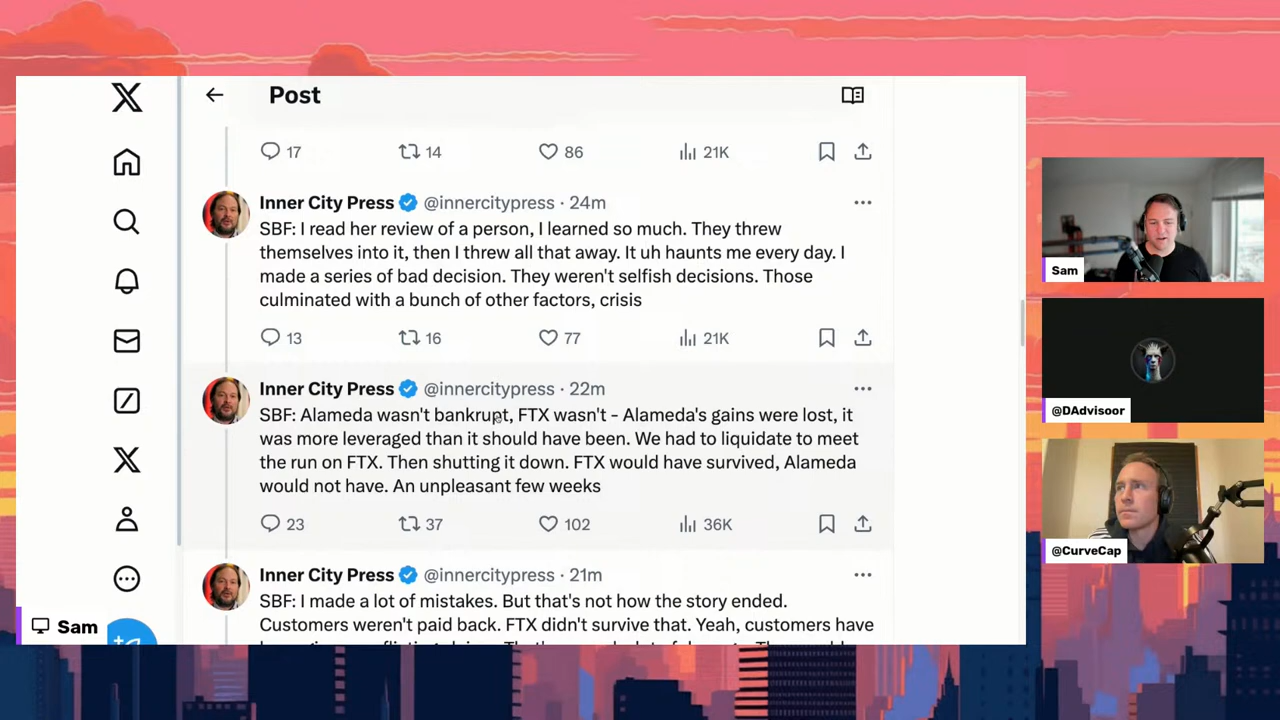 Post
17 14 86 21K
Inner City Press @innercitypress · 24m
SBF: I read her review of a person, I learned so much. They threw
themselves into it, then I threw all that away. It uh haunts me every day. I
made a series of bad decision. They weren't selfish decisions. Those
culminated with a bunch of other factors, crisis
13 16 77 21K
Inner City Press @innercitypress · 22m
SBF: Alameda wasn't bankrupt, FTX wasn't - Alameda's gains were lost, it
was more leveraged than it should have been. We had to liquidate to meet
the run on FTX. Then shutting it down. FTX would have survived, Alameda
would not have. An unpleasant few weeks
23 37 102 36K
Inner City Press @innercitypress · 21m
SBF: I made a lot of mistakes. But that's not how the story ended.
Customers weren't paid back. FTX didn't survive that. Yeah, customers have
Sam
Sam
@DAdvisoor
@CurveCap